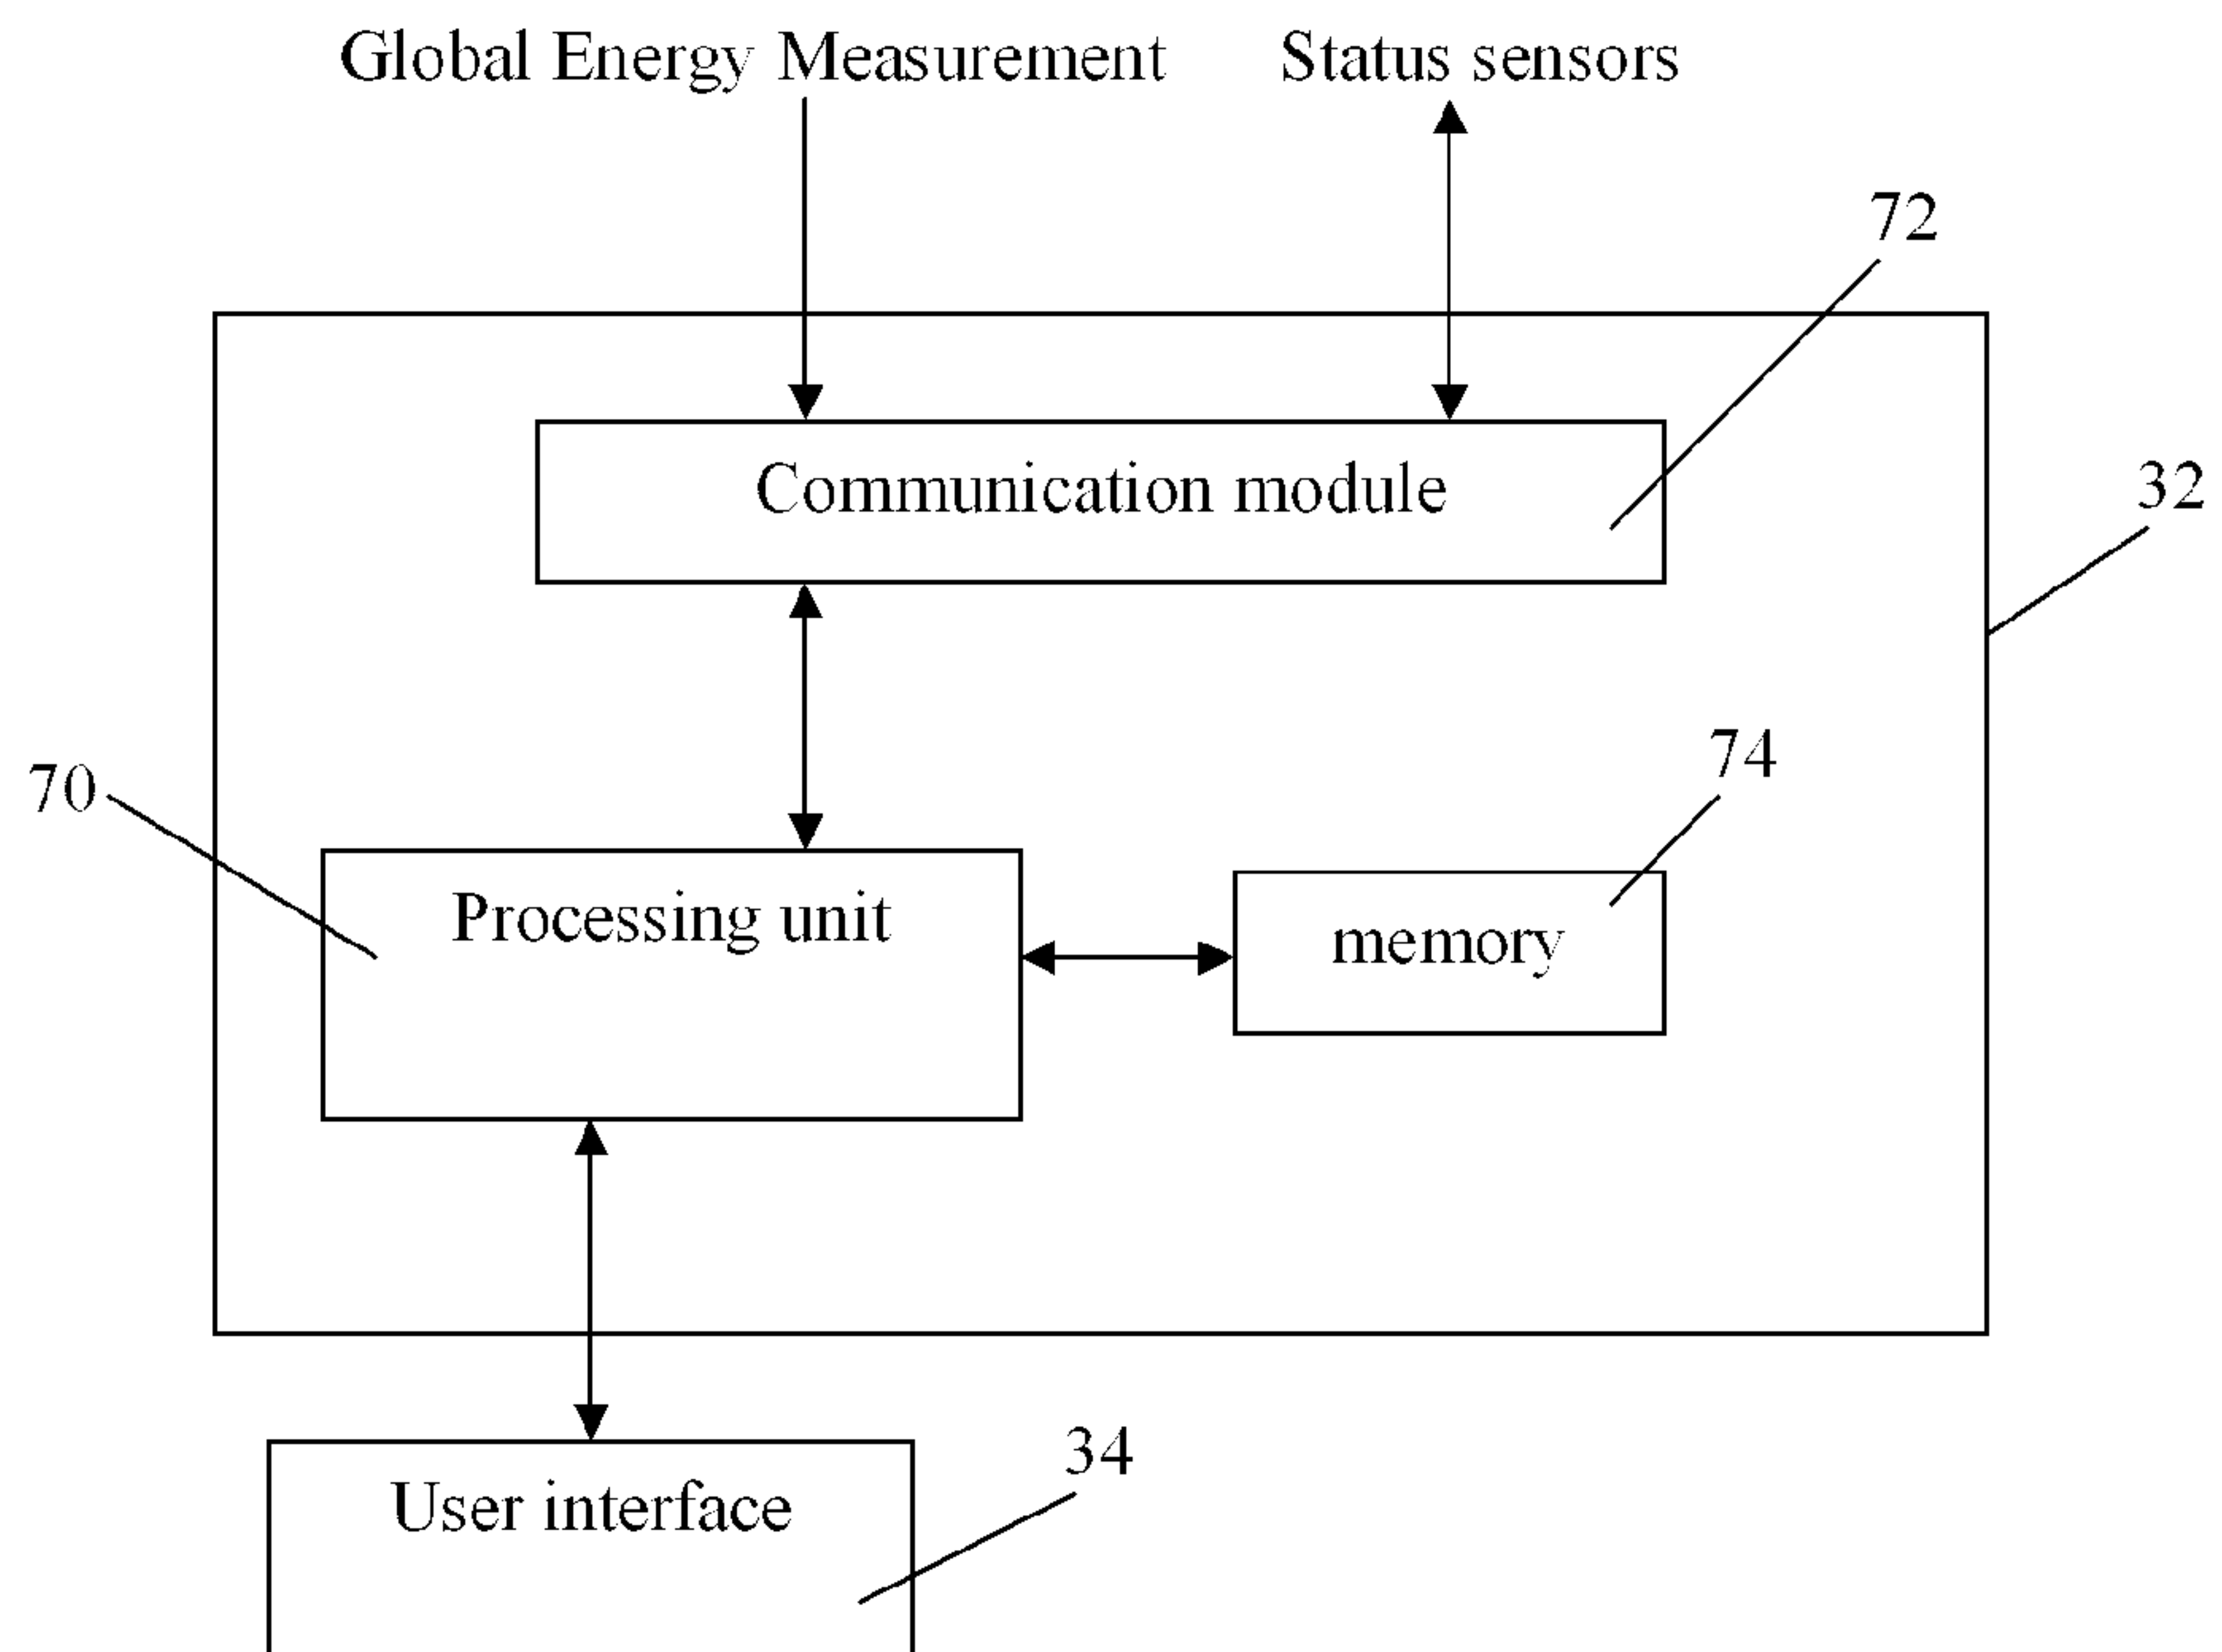 Global Energy Measurement Status sensors
72
Communication module
32
74
70
Processing unit
memory
34
User interface